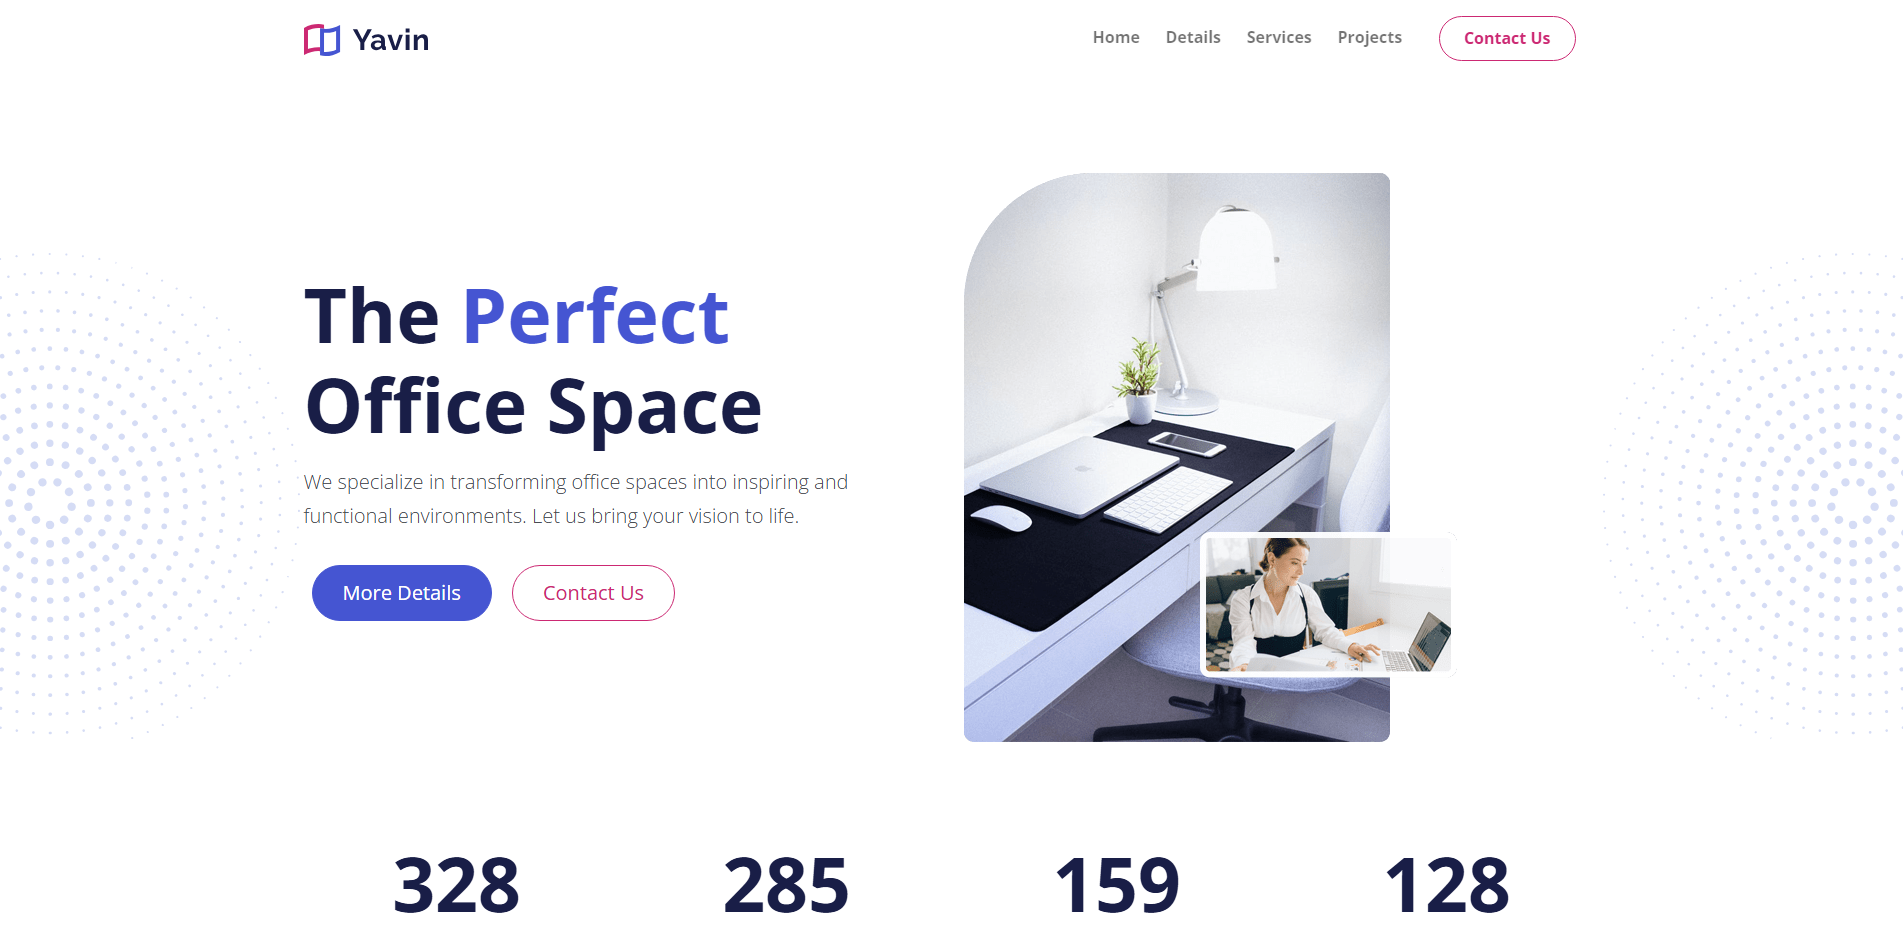 Yavin
Home Details Services Projects Contact Us
The Perfect
Office Space
We specialize in transforming office spaces into inspiring and
functional environments. Let us bring your vision to life.
More Details Contact Us
328 285 159 128